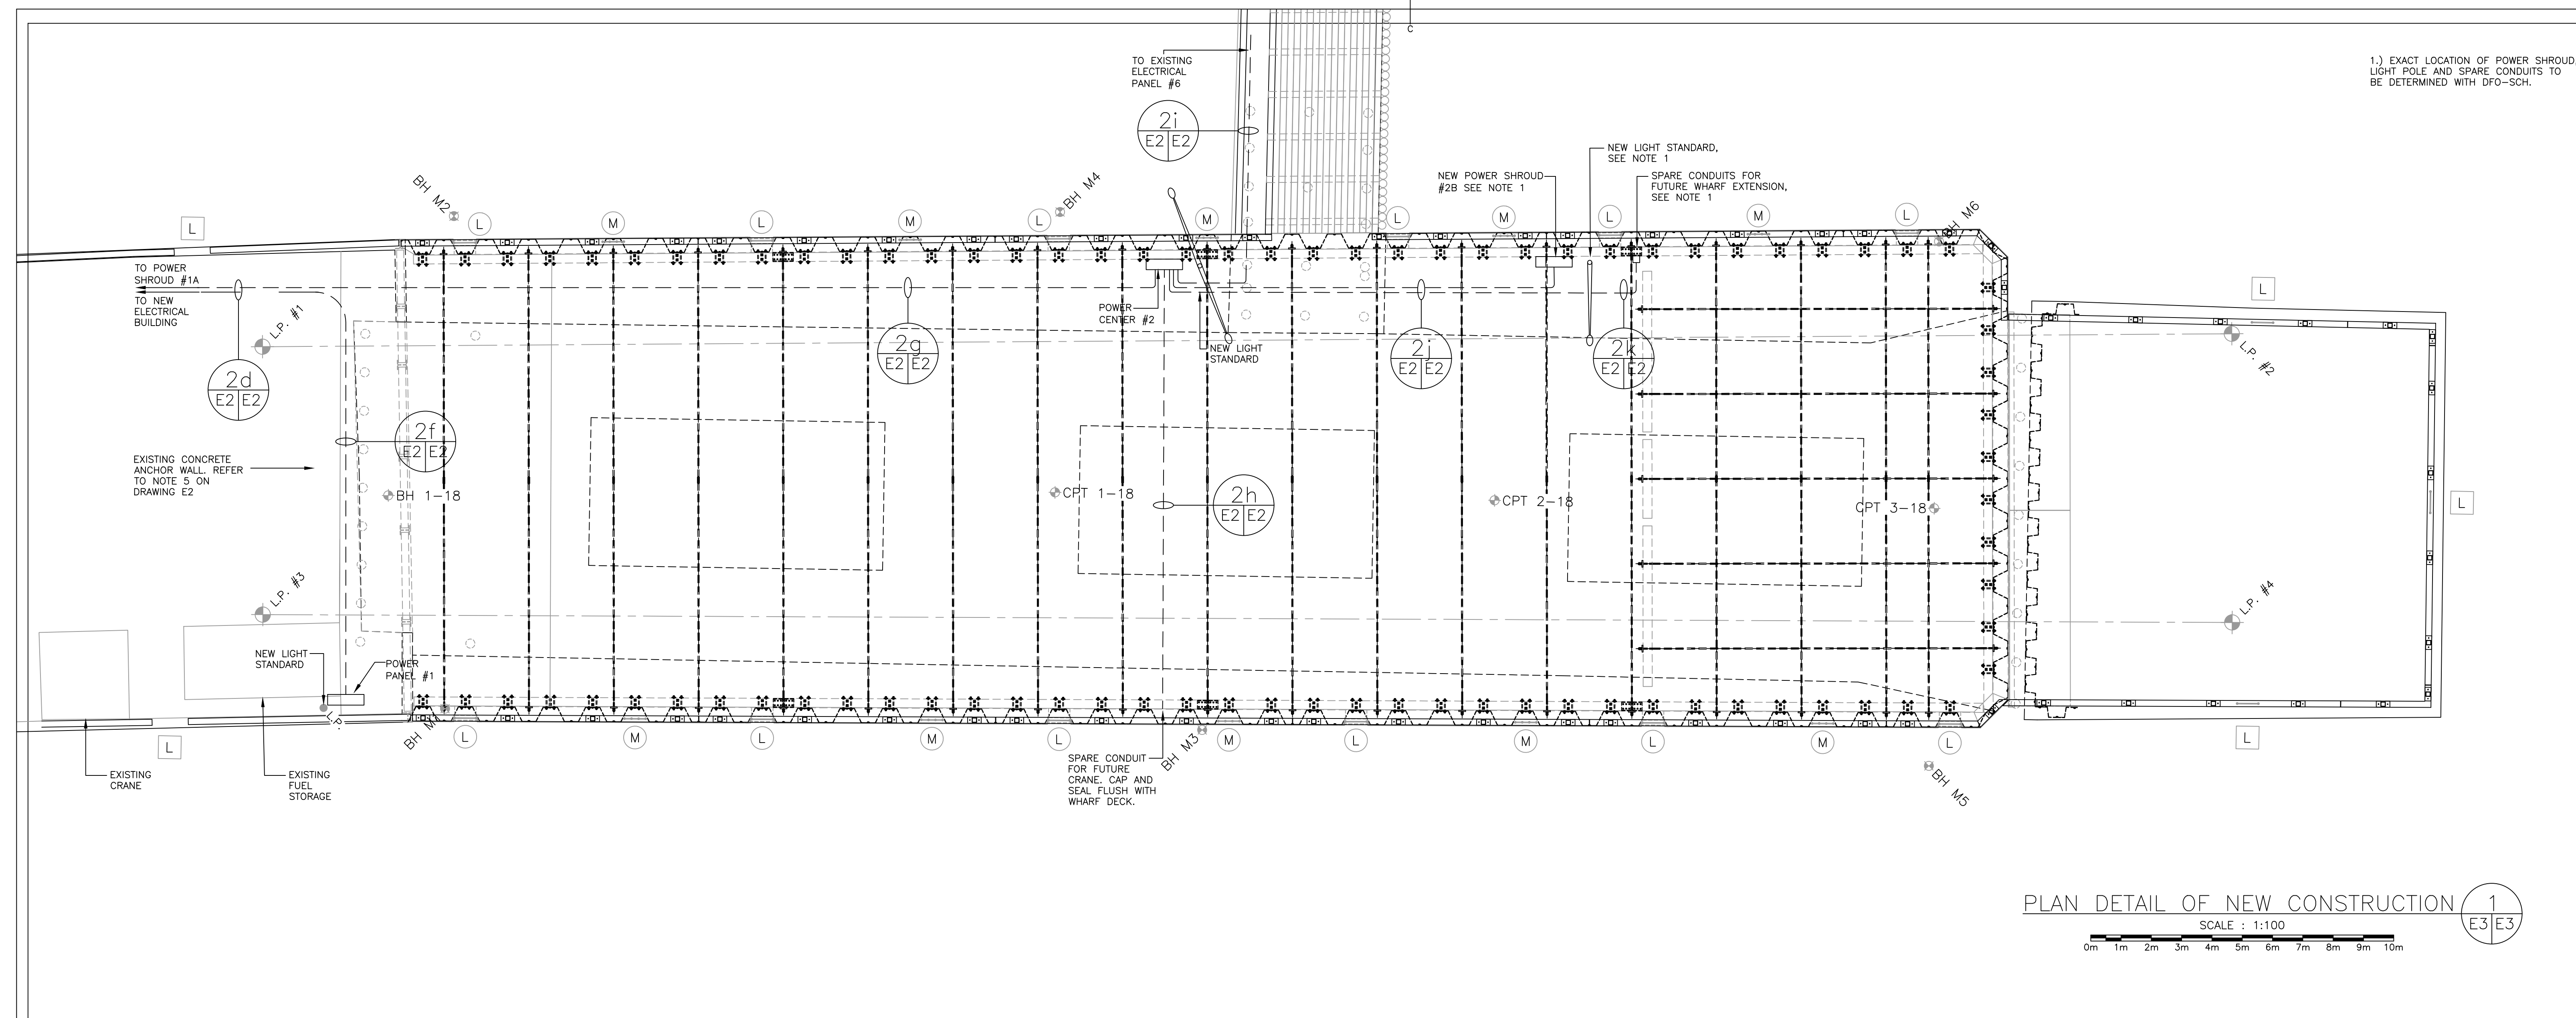 C
1.) EXACT LOCATION OF POWER SHROUD,
LIGHT POLE AND SPARE CONDUITS TO
BE DETERMINED WITH DFO-SCH.
TO EXISTING
ELECTRICAL
PANEL #6
2i
E2 E2
NEW LIGHT STANDARD,
SEE NOTE 1
NEW POWER SHROUD
#2B SEE NOTE 1
SPARE CONDUITS FOR
FUTURE WHARF EXTENSION,
SEE NOTE 1
BH M2
BH M4
BH M6
L
L
M
L
M
L
M
L
M
L
M
L
TO POWER
SHROUD #1A
TO NEW
ELECTRICAL
BUILDING
L.P. #1
POWER
CENTER #2
NEW LIGHT
STANDARD
L
L.P. #2
2d
E2 E2
2g
E2 E2
2j
E2 E2
2k
E2 E2
2f
E2 E2
EXISTING CONCRETE
ANCHOR WALL. REFER
TO NOTE 5 ON
DRAWING E2
BH 1-18
CPT 1-18
2h
E2 E2
CPT 2-18
CPT 3-18
L
L.P. #3
L.P. #4
NEW LIGHT
STANDARD
POWER
PANEL #1
L.P.
BH M1
BH M3
BH M5
L
L
M
L
M
L
M
L
M
L
M
L
L
EXISTING
CRANE
EXISTING
FUEL
STORAGE
SPARE CONDUIT
FOR FUTURE
CRANE. CAP AND
SEAL FLUSH WITH
WHARF DECK.
PLAN DETAIL OF NEW CONSTRUCTION
1
E3 E3
SCALE : 1:100
0m 1m 2m 3m 4m 5m 6m 7m 8m 9m 10m